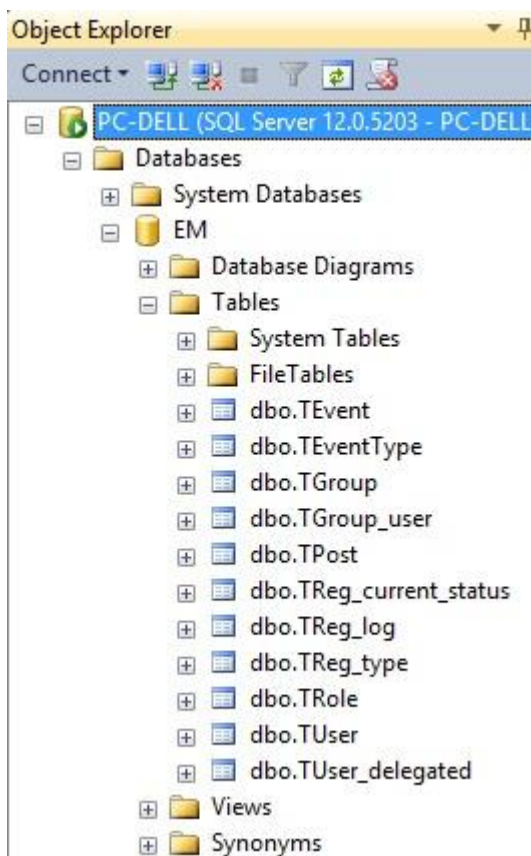 Object Explorer
Connect
PC-DELL (SQL Server 12.0.5203 - PC-DELL
Databases
System Databases
EM
Database Diagrams
Tables
System Tables
FileTables
dbo.TEvent
dbo.TEventType
dbo.TGroup
dbo.TGroup_user
dbo.TPost
dbo.TReg_current_status
dbo.TReg_log
dbo.TReg_type
dbo.TRole
dbo.TUser
dbo.TUser_delegated
Views
Synonyms